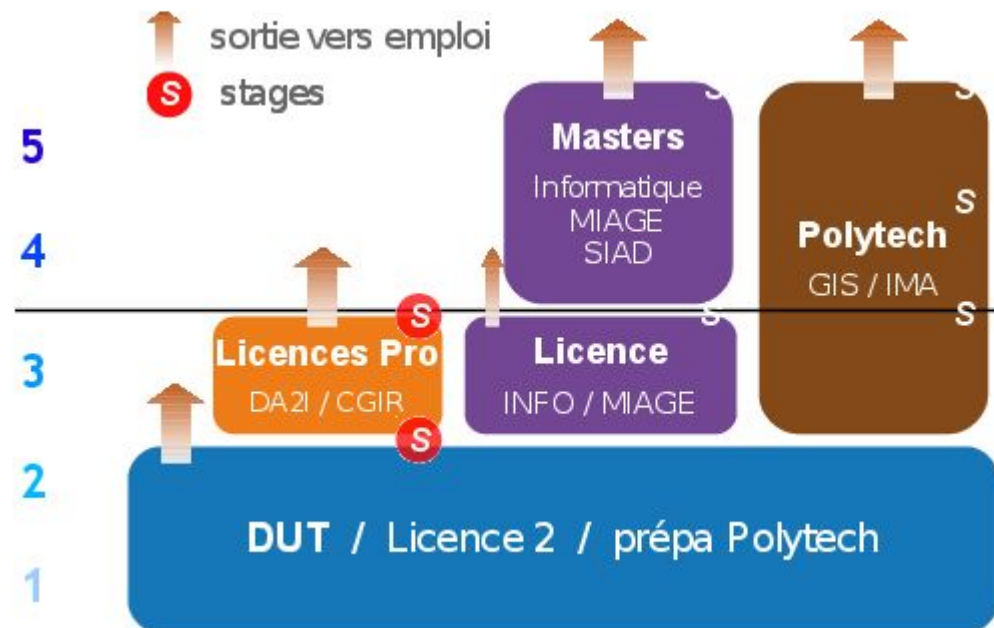 sortie vers emploi
S stages
5
Masters
Informatique
MIAGE
SIAD
S
S
4
Polytech
GIS / IMA
S
S
S
S
3
Licences Pro
DA2I / CGIR
S
Licence
INFO / MIAGE
2
DUT / Licence 2 / prépa Polytech
1